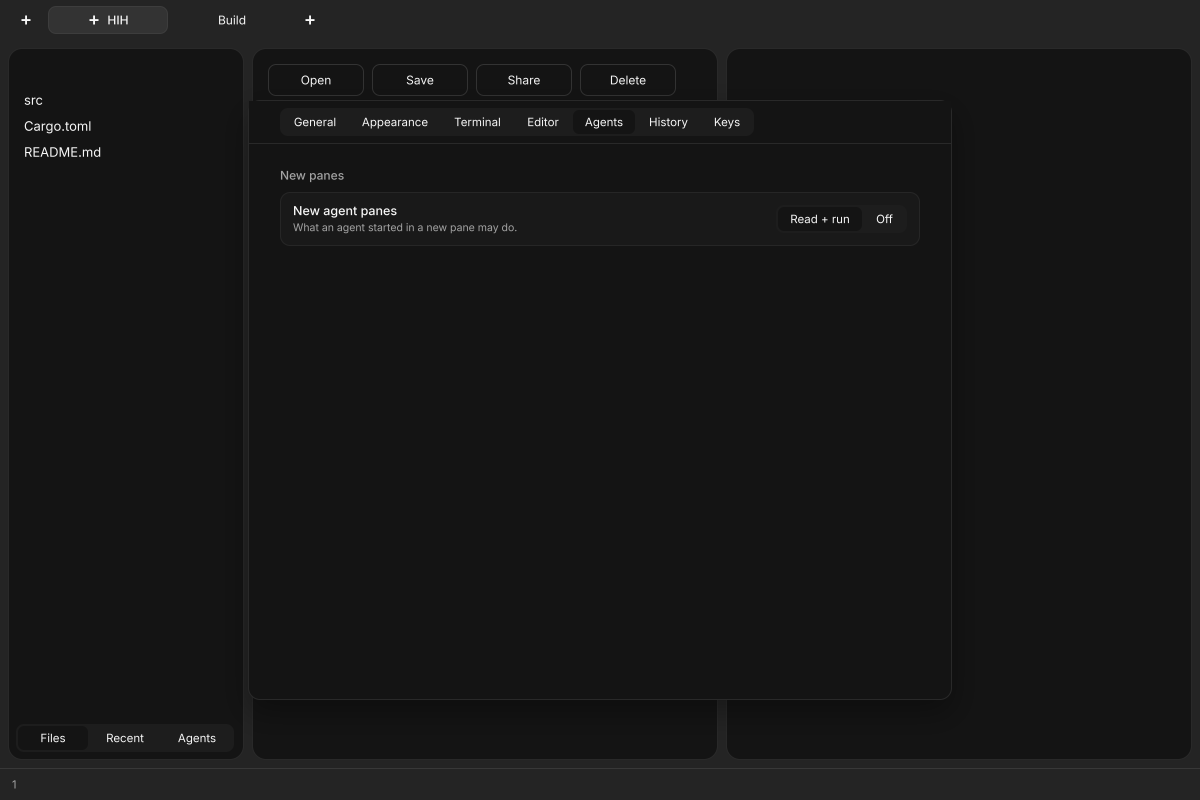 + + HIH Build +
Open Save Share Delete
src
Cargo.toml
README.md
General Appearance Terminal Editor Agents History Keys
New panes
New agent panes
What an agent started in a new pane may do.
Read + run Off
Files Recent Agents
1